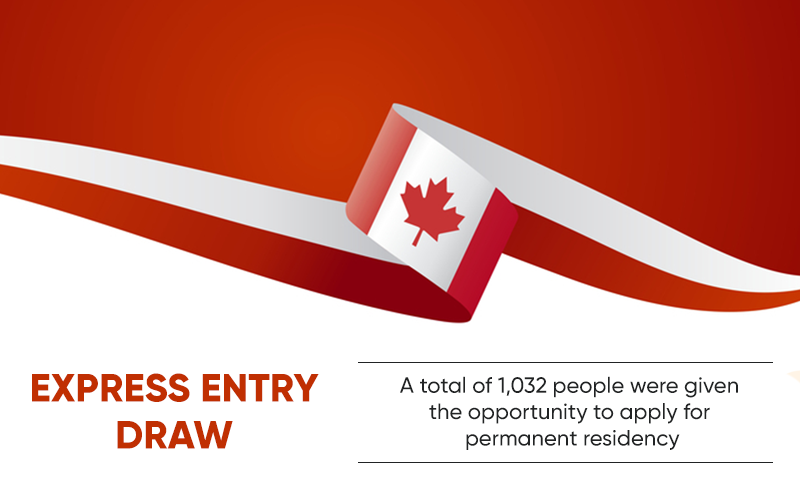 EXPRESS ENTRY
DRAW
A total of 1,032 people were given
the opportunity to apply for
permanent residency